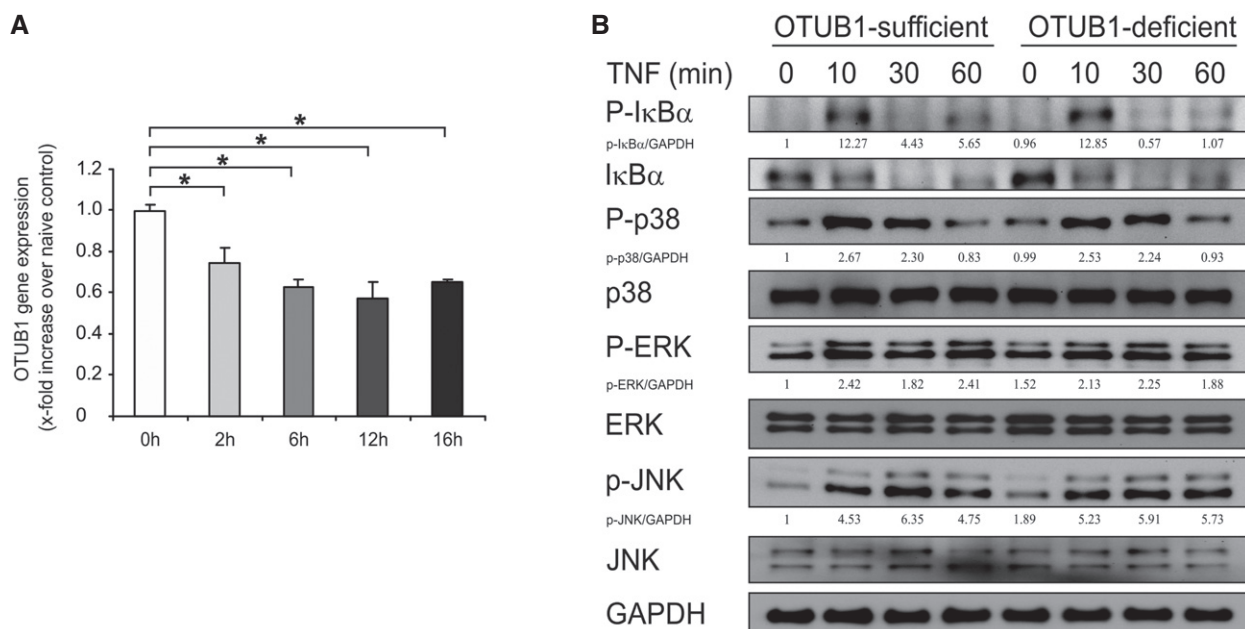 A
*
*
*
*
OTUB1 gene expression
(x-fold increase over naive control)
1.2
1.0
0.8
0.6
0.4
0.2
0
0h 2h 6h 12h 16h
B
OTUB1-sufficient OTUB1-deficient
TNF (min) 0 10 30 60 0 10 30 60
P-IκBα
p-IκBα/GAPDH 1 12.27 4.43 5.65 0.96 12.85 0.57 1.07
IκBα
P-p38
p-p38/GAPDH 1 2.67 2.30 0.83 0.99 2.53 2.24 0.93
p38
P-ERK
p-ERK/GAPDH 1 2.42 1.82 2.41 1.52 2.13 2.25 1.88
ERK
p-JNK
p-JNK/GAPDH 1 4.53 6.35 4.75 1.89 5.23 5.91 5.73
JNK
GAPDH